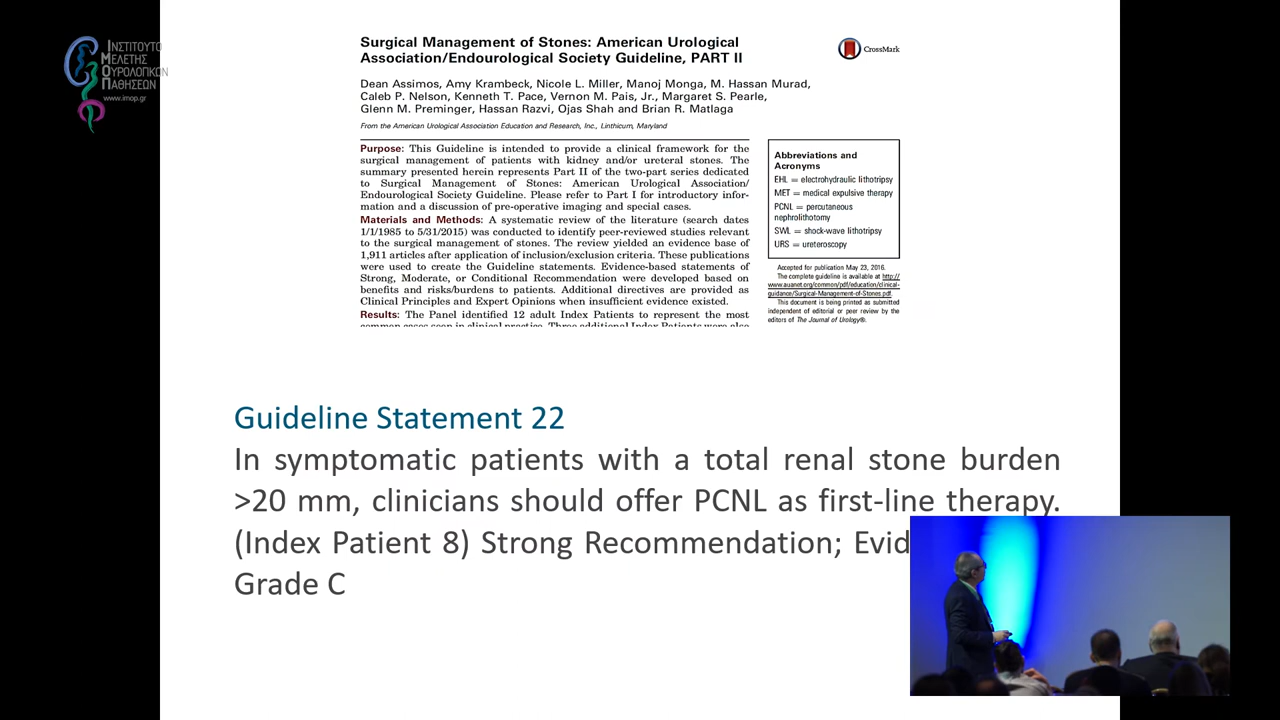 ΙΝΣΤΙΤΟΥΤΟ
ΜΕΛΕΤΗΣ
ΟΥΡΟΛΟΓΙΚΩΝ
ΠΑΘΗΣΕΩΝ
www.imop.gr
Surgical Management of Stones: American Urological
Association/Endourological Society Guideline, PART II
CrossMark
Dean Assimos, Amy Krambeck, Nicole L. Miller, Manoj Monga, M. Hassan Murad,
Caleb P. Nelson, Kenneth T. Pace, Vernon M. Pais, Jr., Margaret S. Pearle,
Glenn M. Preminger, Hassan Razvi, Ojas Shah and Brian R. Matlaga
From the American Urological Association Education and Research, Inc., Linthicum, Maryland
Purpose: This Guideline is intended to provide a clinical framework for the
surgical management of patients with kidney and/or ureteral stones. The
summary presented herein represents Part II of the two-part series dedicated
to Surgical Management of Stones: American Urological Association/
Endourological Society Guideline. Please refer to Part I for introductory infor-
mation and a discussion of pre-operative imaging and special cases.
Materials and Methods: A systematic review of the literature (search dates
1/1/1985 to 5/31/2015) was conducted to identify peer-reviewed studies relevant
to the surgical management of stones. The review yielded an evidence base of
1,911 articles after application of inclusion/exclusion criteria. These publications
were used to create the Guideline statements. Evidence-based statements of
Strong, Moderate, or Conditional Recommendation were developed based on
benefits and risks/burdens to patients. Additional directives are provided as
Clinical Principles and Expert Opinions when insufficient evidence existed.
Results: The Panel identified 12 adult Index Patients to represent the most
common cases seen in clinical practice. Three additional Index Patients were also
Abbreviations and
Acronyms
EHL = electrohydraulic lithotripsy
MET = medical expulsive therapy
PCNL = percutaneous
nephrolithotomy
SWL = shock-wave lithotripsy
URS = ureteroscopy
Accepted for publication May 23, 2016.
The complete guideline is available at http://
www.auanet.org/common/pdf/education/clinical-
guidance/Surgical-Management-of-Stones.pdf.
This document is being printed as submitted
independent of editorial or peer review by the
editors of The Journal of Urology®.
Guideline Statement 22
In symptomatic patients with a total renal stone burden
>20 mm, clinicians should offer PCNL as first-line therapy.
(Index Patient 8) Strong Recommendation; Evid
Grade C